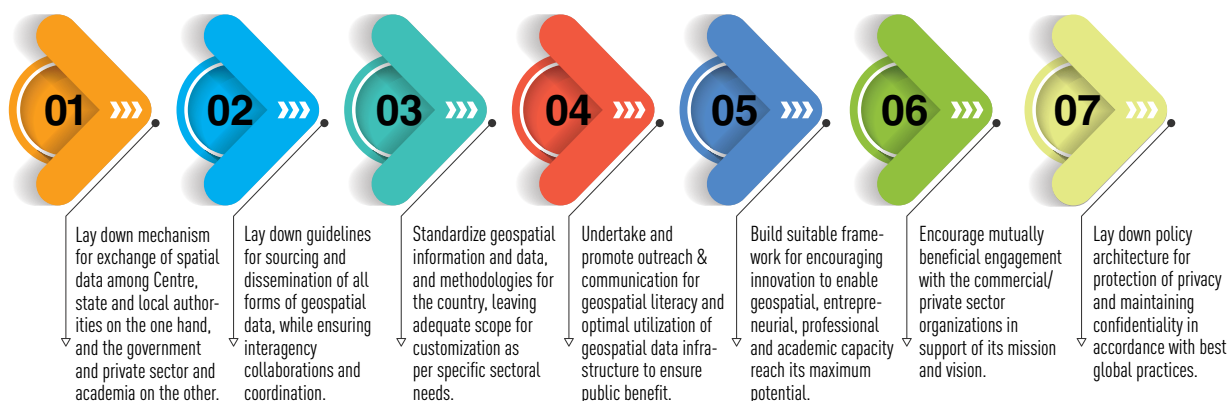 01
Lay down mechanism
for exchange of spatial
data among Centre,
state and local author-
ities on the one hand,
and the government
and private sector and
academia on the other.
02
Lay down guidelines
for sourcing and
dissemination of all
forms of geospatial
data, while ensuring
interagency
collaborations and
coordination.
03
Standardize geospatial
information and data,
and methodologies for
the country, leaving
adequate scope for
customization as
per specific sectoral
needs.
04
Undertake and
promote outreach &
communication for
geospatial literacy and
optimal utilization of
geospatial data infra-
structure to ensure
public benefit.
05
Build suitable frame-
work for encouraging
innovation to enable
geospatial, entrepre-
neurial, professional
and academic capacity
reach its maximum
potential.
06
Encourage mutually
beneficial engagement
with the commercial/
private sector
organizations in
support of its mission
and vision.
07
Lay down policy
architecture for
protection of privacy
and maintaining
confidentiality in
accordance with best
global practices.